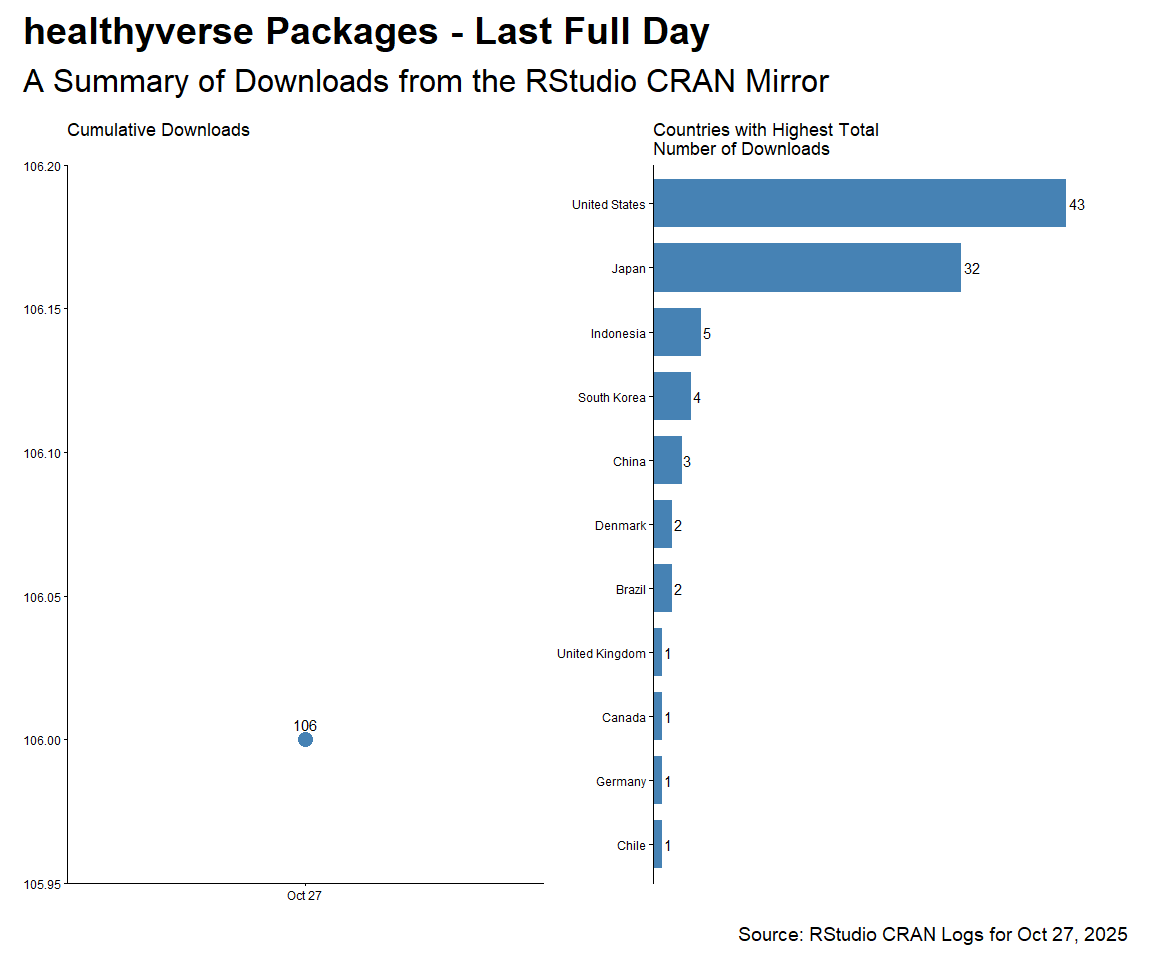 healthyverse Packages - Last Full Day
A Summary of Downloads from the RStudio CRAN Mirror
Cumulative Downloads
106.20
106.15
106.10
106.05
106.00
105.95
106
Oct 27
Countries with Highest Total
Number of Downloads
United States 43
Japan 32
Indonesia 5
South Korea 4
China 3
Denmark 2
Brazil 2
United Kingdom 1
Canada 1
Germany 1
Chile 1
Source: RStudio CRAN Logs for Oct 27, 2025